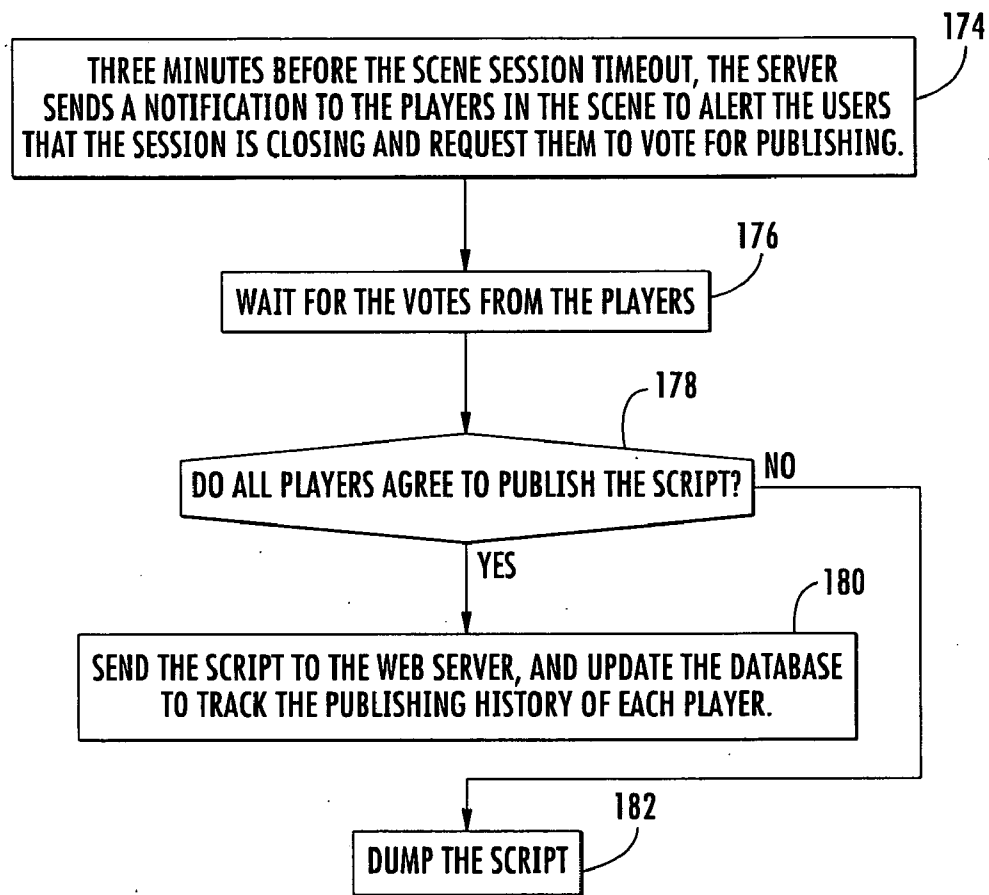 174
THREE MINUTES BEFORE THE SCENE SESSION TIMEOUT, THE SERVER
SENDS A NOTIFICATION TO THE PLAYERS IN THE SCENE TO ALERT THE USERS
THAT THE SESSION IS CLOSING AND REQUEST THEM TO VOTE FOR PUBLISHING.
176
WAIT FOR THE VOTES FROM THE PLAYERS
178
DO ALL PLAYERS AGREE TO PUBLISH THE SCRIPT?
NO
YES
180
SEND THE SCRIPT TO THE WEB SERVER, AND UPDATE THE DATABASE
TO TRACK THE PUBLISHING HISTORY OF EACH PLAYER.
182
DUMP THE SCRIPT